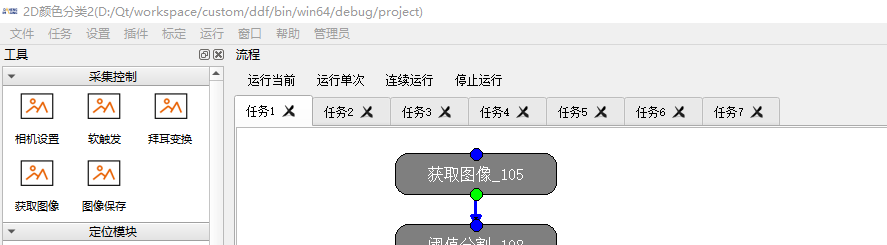 2D颜色分类2(D:/Qt/workspace/custom/ddf/bin/win64/debug/project)
文件 任务 设置 插件 标定 运行 窗口 帮助 管理员
工具
流程
采集控制
运行当前 运行单次 连续运行 停止运行
相机设置 软触发 拜耳变换
任务1 任务2 任务3 任务4 任务5 任务6 任务7
获取图像 图像保存
获取图像_105
定位模块
阈值分割_108